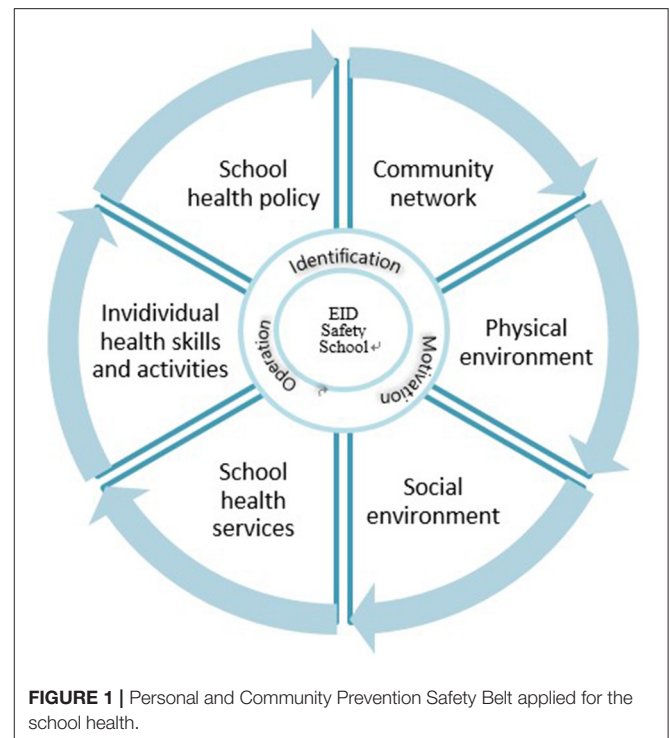 School
health policy
Community
network
Identification
EID
Safety
School↵
Motivation
Operation
↵
Invidividual
health skills
and activities
Physical
environment
School
health
services
Social
environment
FIGURE 1 | Personal and Community Prevention Safety Belt applied for the
school health.